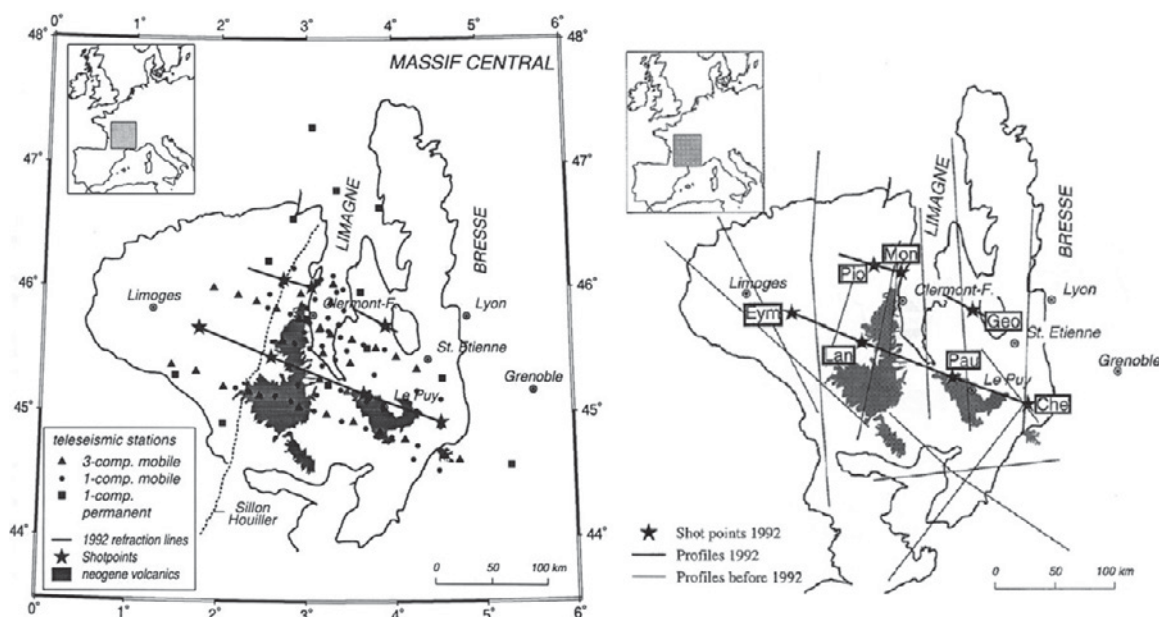 0°
1°
2°
3°
4°
5°
6°
48°
48°
MASSIF CENTRAL
47°
47°
LIMAGNE
BRESSE
46°
46°
Limoges
Clermont-F.
Lyon
St. Etienne
45°
45°
Le Puy
Grenoble
teleseismic stations
3-comp. mobile
1-comp. mobile
1-comp.
permanent
1992 refraction lines
Shotpoints
neogene volcanics
Sillon
Houiller
44°
44°
0
100 km
0°
1°
2°
3°
4°
5°
6°
LIMAGNE
BRESSE
Mon
Pio
Limoges
Clermont-F.
Lyon
Eym
Geo
St. Etienne
Lan
Pau
Le Puy
Grenoble
Che
Shot points 1992
Profiles 1992
Profiles before 1992
0
50
100 km